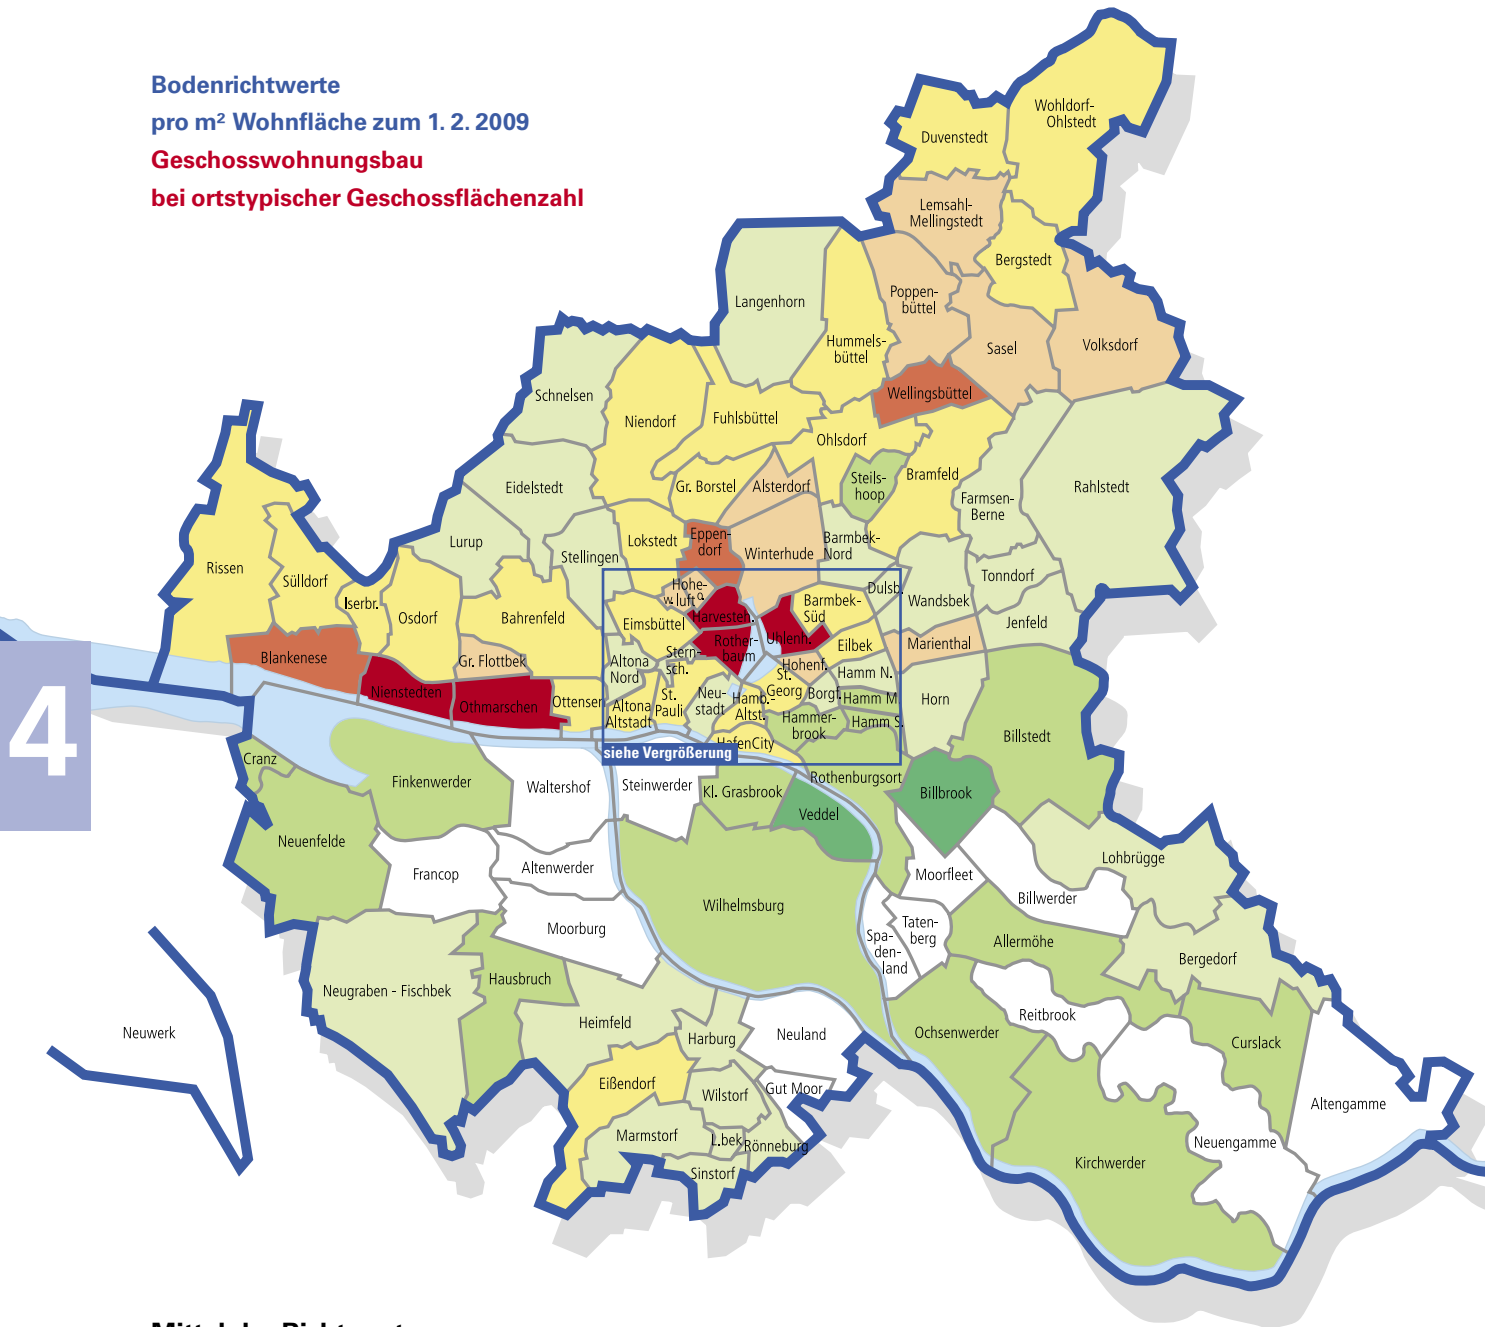 Bodenrichtwerte
pro m² Wohnfläche zum 1. 2. 2009
Geschosswohnungsbau
bei ortstypischer Geschossflächenzahl
Wohldorf-
Ohlstedt
Duvenstedt
Lemsahl-
Mellingstedt
Bergstedt
Poppen-
büttel
Langenhorn
Hummels-
büttel
Sasel
Volksdorf
Wellingsbüttel
Schnelsen
Niendorf
Fuhlsbüttel
Ohlsdorf
Steils-
hoop
Bramfeld
Farmsen-
Berne
Rahlstedt
Eidelstedt
Gr. Borstel
Alsterdorf
Lurup
Stellingen
Lokstedt
Eppen-
dorf
Winterhude
Barmbek-
Nord
Rissen
Sülldorf
Iserbr.
Osdorf
Bahrenfeld
Hohe-
w.luft o.
Dulsb.
Wandsbek
Tonndorf
Jenfeld
Eimsbüttel
Harvesteh.
Rother-
baum
Uhlenh.
Barmbek-
Süd
Eilbek
Marienthal
Blankenese
Gr. Flottbek
Altona
Nord
Stern-
sch.
Hohenf.
Hamm N.
Nienstedten
Othmarschen
Ottensen
Altona
Altstadt
St.
Pauli
Neu-
stadt
Hamb.-
Altst.
St.
Georg
Borgf.
Hamm M.
Hamm S.
Hammer-
brook
Horn
Billstedt
HafenCity
siehe Vergrößerung
4
Cranz
Finkenwerder
Waltershof
Steinwerder
Kl. Grasbrook
Rothenburgsort
Billbrook
Veddel
Neuenfelde
Francop
Altenwerder
Moorfleet
Lohbrügge
Billwerder
Moorburg
Wilhelmsburg
Spa-
den-
land
Taten-
berg
Allermöhe
Bergedorf
Neugraben - Fischbek
Hausbruch
Heimfeld
Harburg
Neuland
Ochsenwerder
Reitbrook
Curslack
Neuwerk
Eißendorf
Wilstorf
Gut Moor
Altengamme
Marmstorf
L.bek
Rönneburg
Neuengamme
Sinstorf
Kirchwerder